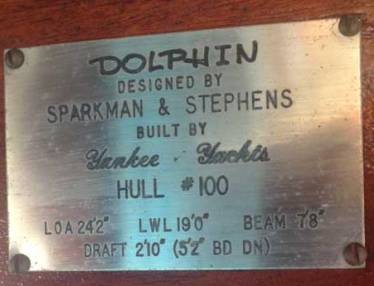 DOLPHIN
DESIGNED BY
SPARKMAN & STEPHENS
BUILT BY
Yankee - Yachts
HULL #100
LOA 24'2" LWL 19'0" BEAM 7'8"
DRAFT 2'10" (5'2" BD DN)